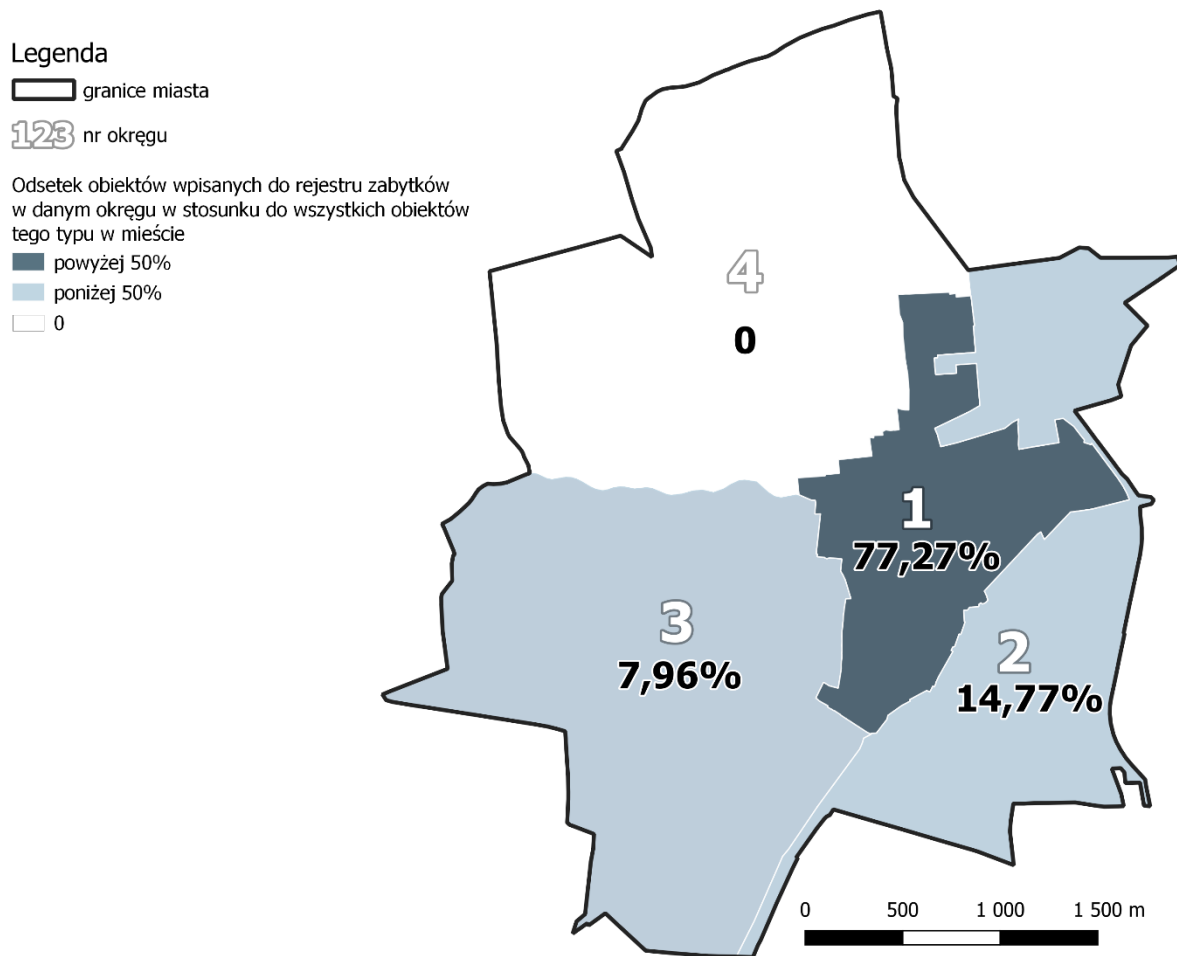 Legenda
granice miasta
123 nr okręgu
Odsetek obiektów wpisanych do rejestru zabytków
w danym okręgu w stosunku do wszystkich obiektów
tego typu w mieście
powyżej 50%
poniżej 50%
0
4
0
1
77,27%
3
7,96%
2
14,77%
0 500 1 000 1 500 m